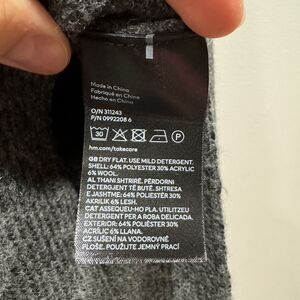 Made in China
Fabriqué en Chine
Hecho en China
O/N 311243
P/N 0992208 6
30
P
hm.com/takecare
GB DRY FLAT. USE MILD DETERGENT.
SHELL: 64% POLYESTER 30% ACRYLIC
6% WOOL.
AL THANI SHTRIRË. PËRDORNI
DETERGJENT TË BUTË. SHTRESA
E JASHTME: 64% POLIESTËR 30%
AKRILIK 6% LESH.
CAT ASSEQUEU-HO PLA. UTILITZEU
DETERGENT PER A ROBA DELICADA.
EXTERIOR: 64% POLIÈSTER 30%
ACRÍLIC 6% LLANA.
CZ SUŠENÍ NA VODOROVNÉ
PLOŠE. POUŽIJTE JEMNÝ PRACÍ